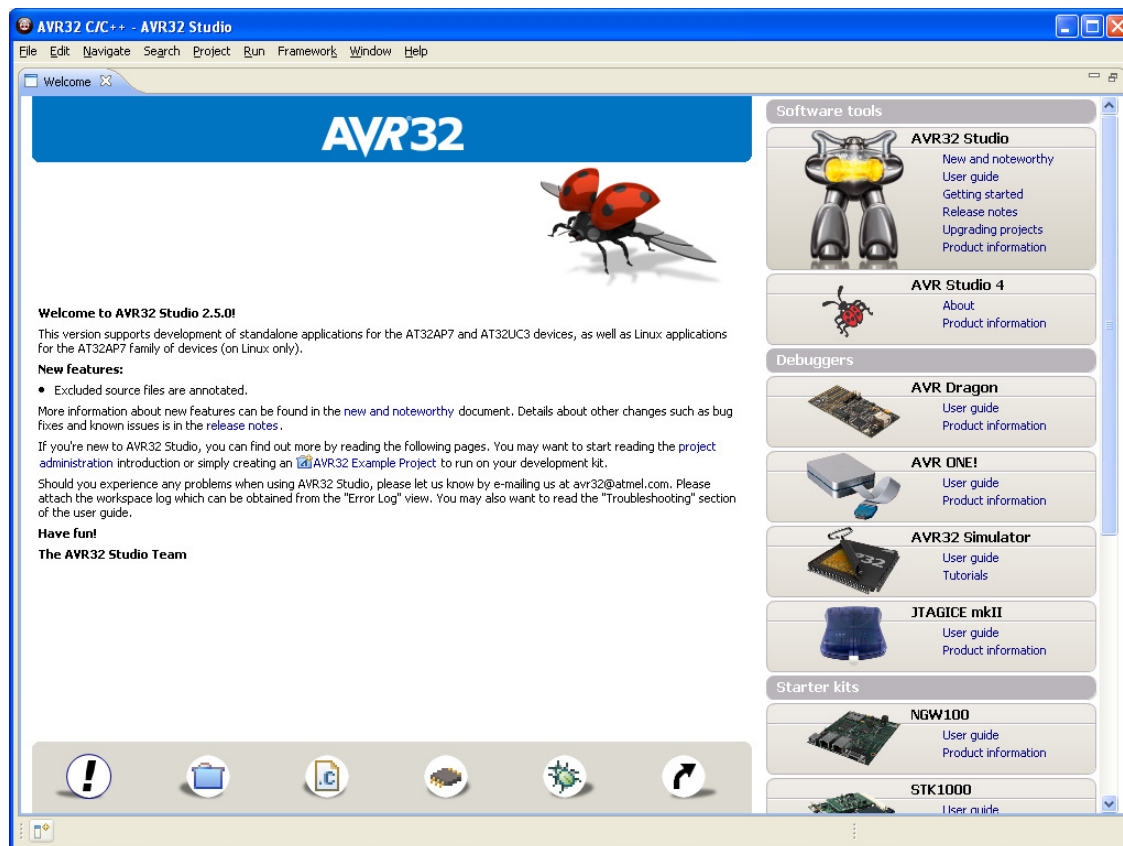 AVR32 C/C++ - AVR32 Studio
File Edit Navigate Search Project Run Framework Window Help
Welcome
AVR32
Welcome to AVR32 Studio 2.5.0!
This version supports development of standalone applications for the AT32AP7 and AT32UC3 devices, as well as Linux applications
for the AT32AP7 family of devices (on Linux only).
New features:
• Excluded source files are annotated.
More information about new features can be found in the new and noteworthy document. Details about other changes such as bug
fixes and known issues is in the release notes.
If you're new to AVR32 Studio, you can find out more by reading the following pages. You may want to start reading the project
administration introduction or simply creating an AVR32 Example Project to run on your development kit.
Should you experience any problems when using AVR32 Studio, please let us know by e-mailing us at avr32@atmel.com. Please
attach the workspace log which can be obtained from the "Error Log" view. You may also want to read the "Troubleshooting" section
of the user guide.
Have fun!
The AVR32 Studio Team
!
.c
Software tools
AVR32 Studio
New and noteworthy
User guide
Getting started
Release notes
Upgrading projects
Product information
AVR Studio 4
About
Product information
Debuggers
AVR Dragon
User guide
Product information
AVR ONE!
User guide
Product information
AVR32 Simulator
R32
User guide
Tutorials
JTAGICE mkII
User guide
Product information
Starter kits
NGW100
User guide
Product information
STK1000
User guide